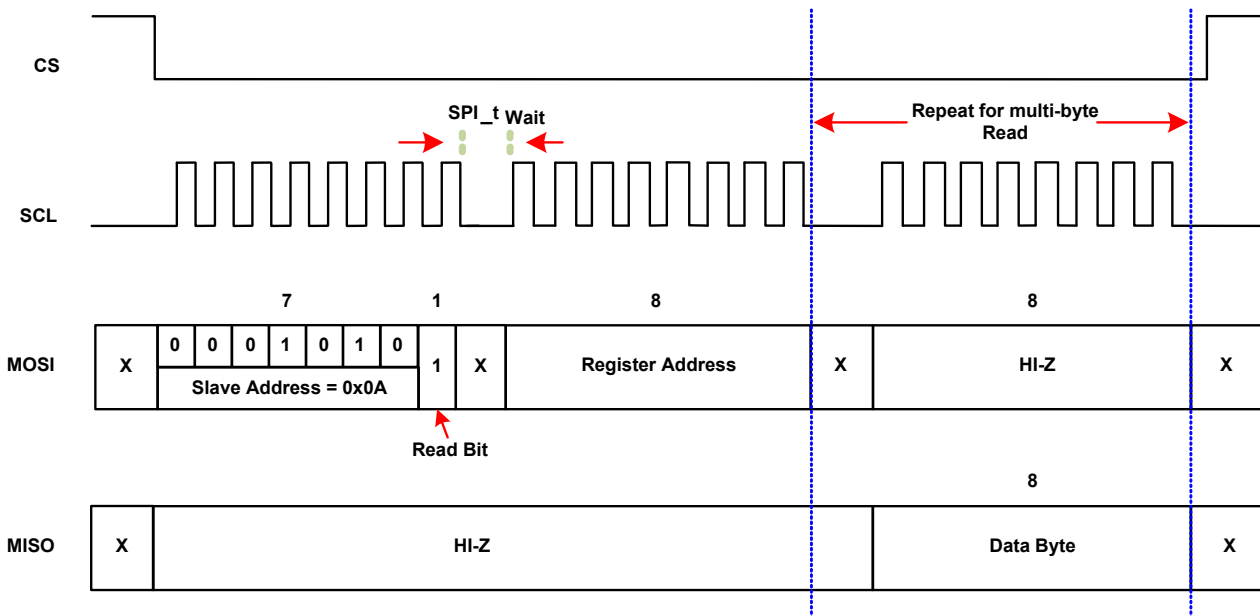 CS
SPI_t Wait
Repeat for multi-byte
Read
SCL
7 1 8 8
MOSI X 0 0 0 1 0 1 0 1 X Register Address X HI-Z X
Slave Address = 0x0A
Read Bit
8
MISO X HI-Z Data Byte X